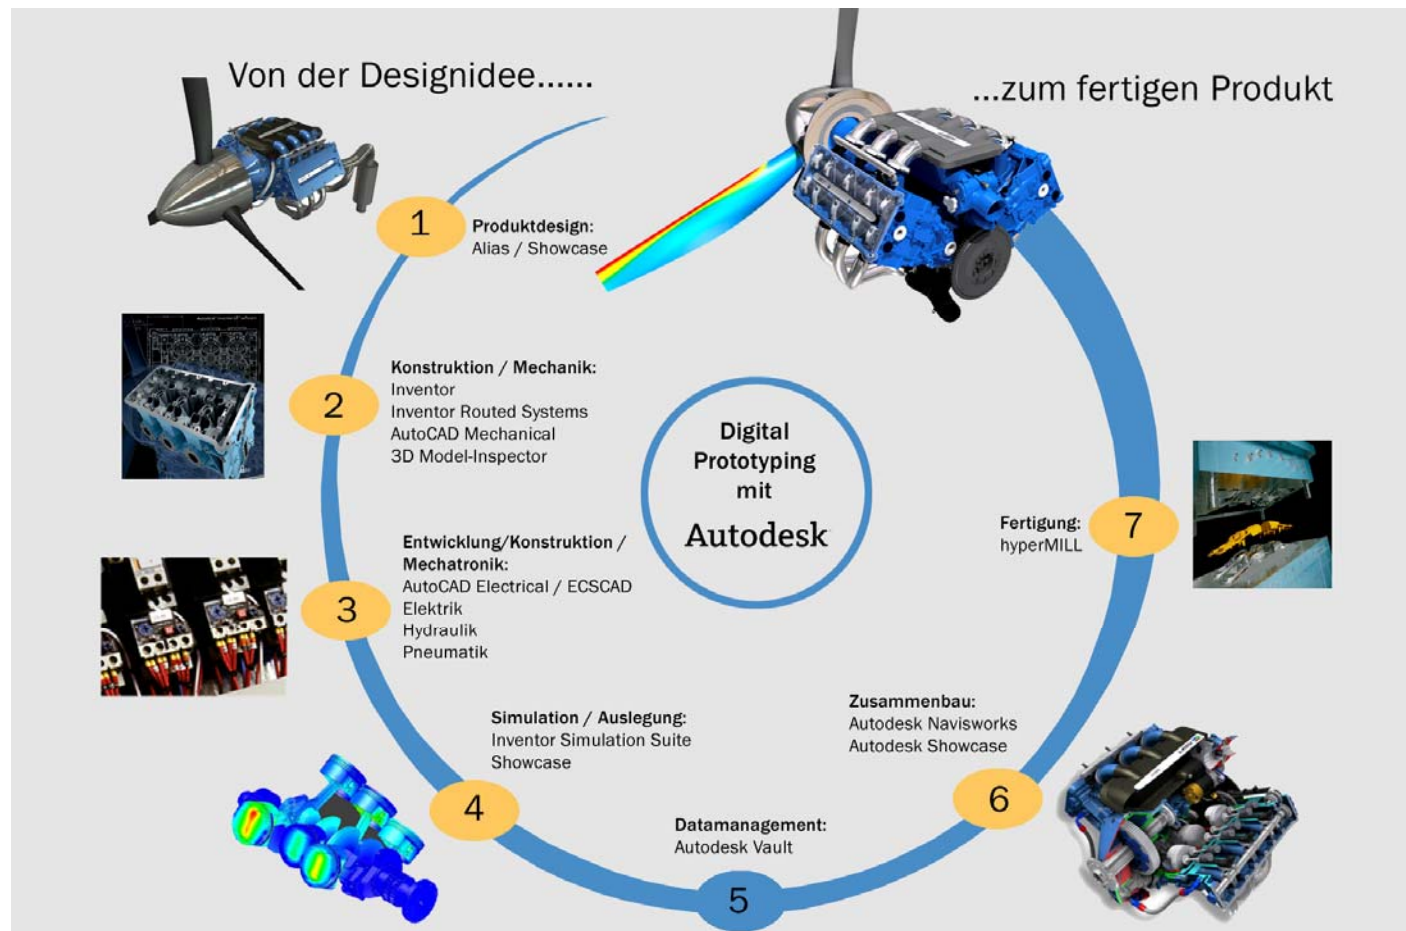 Von der Designidee......
...zum fertigen Produkt
1
Produktdesign:
Alias / Showcase
2
Konstruktion / Mechanik:
Inventor
Inventor Routed Systems
AutoCAD Mechanical
3D Model-Inspector
3
Entwicklung/Konstruktion /
Mechatronik:
AutoCAD Electrical / ECSCAD
Elektrik
Hydraulik
Pneumatik
4
Simulation / Auslegung:
Inventor Simulation Suite
Showcase
5
Datamanagement:
Autodesk Vault
6
Zusammenbau:
Autodesk Navisworks
Autodesk Showcase
7
Fertigung:
hyperMILL
Digital
Prototyping
mit
Autodesk